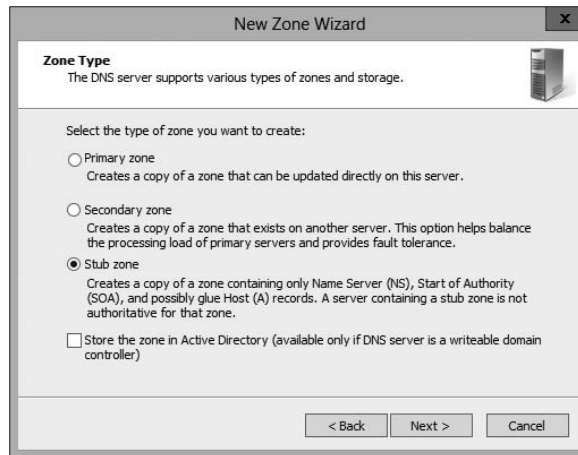 New Zone Wizard
x
Zone Type
The DNS server supports various types of zones and storage.
Select the type of zone you want to create:
Primary zone
Creates a copy of a zone that can be updated directly on this server.
Secondary zone
Creates a copy of a zone that exists on another server. This option helps balance
the processing load of primary servers and provides fault tolerance.
Stub zone
Creates a copy of a zone containing only Name Server (NS), Start of Authority
(SOA), and possibly glue Host (A) records. A server containing a stub zone is not
authoritative for that zone.
Store the zone in Active Directory (available only if DNS server is a writeable domain
controller)
< Back Next > Cancel